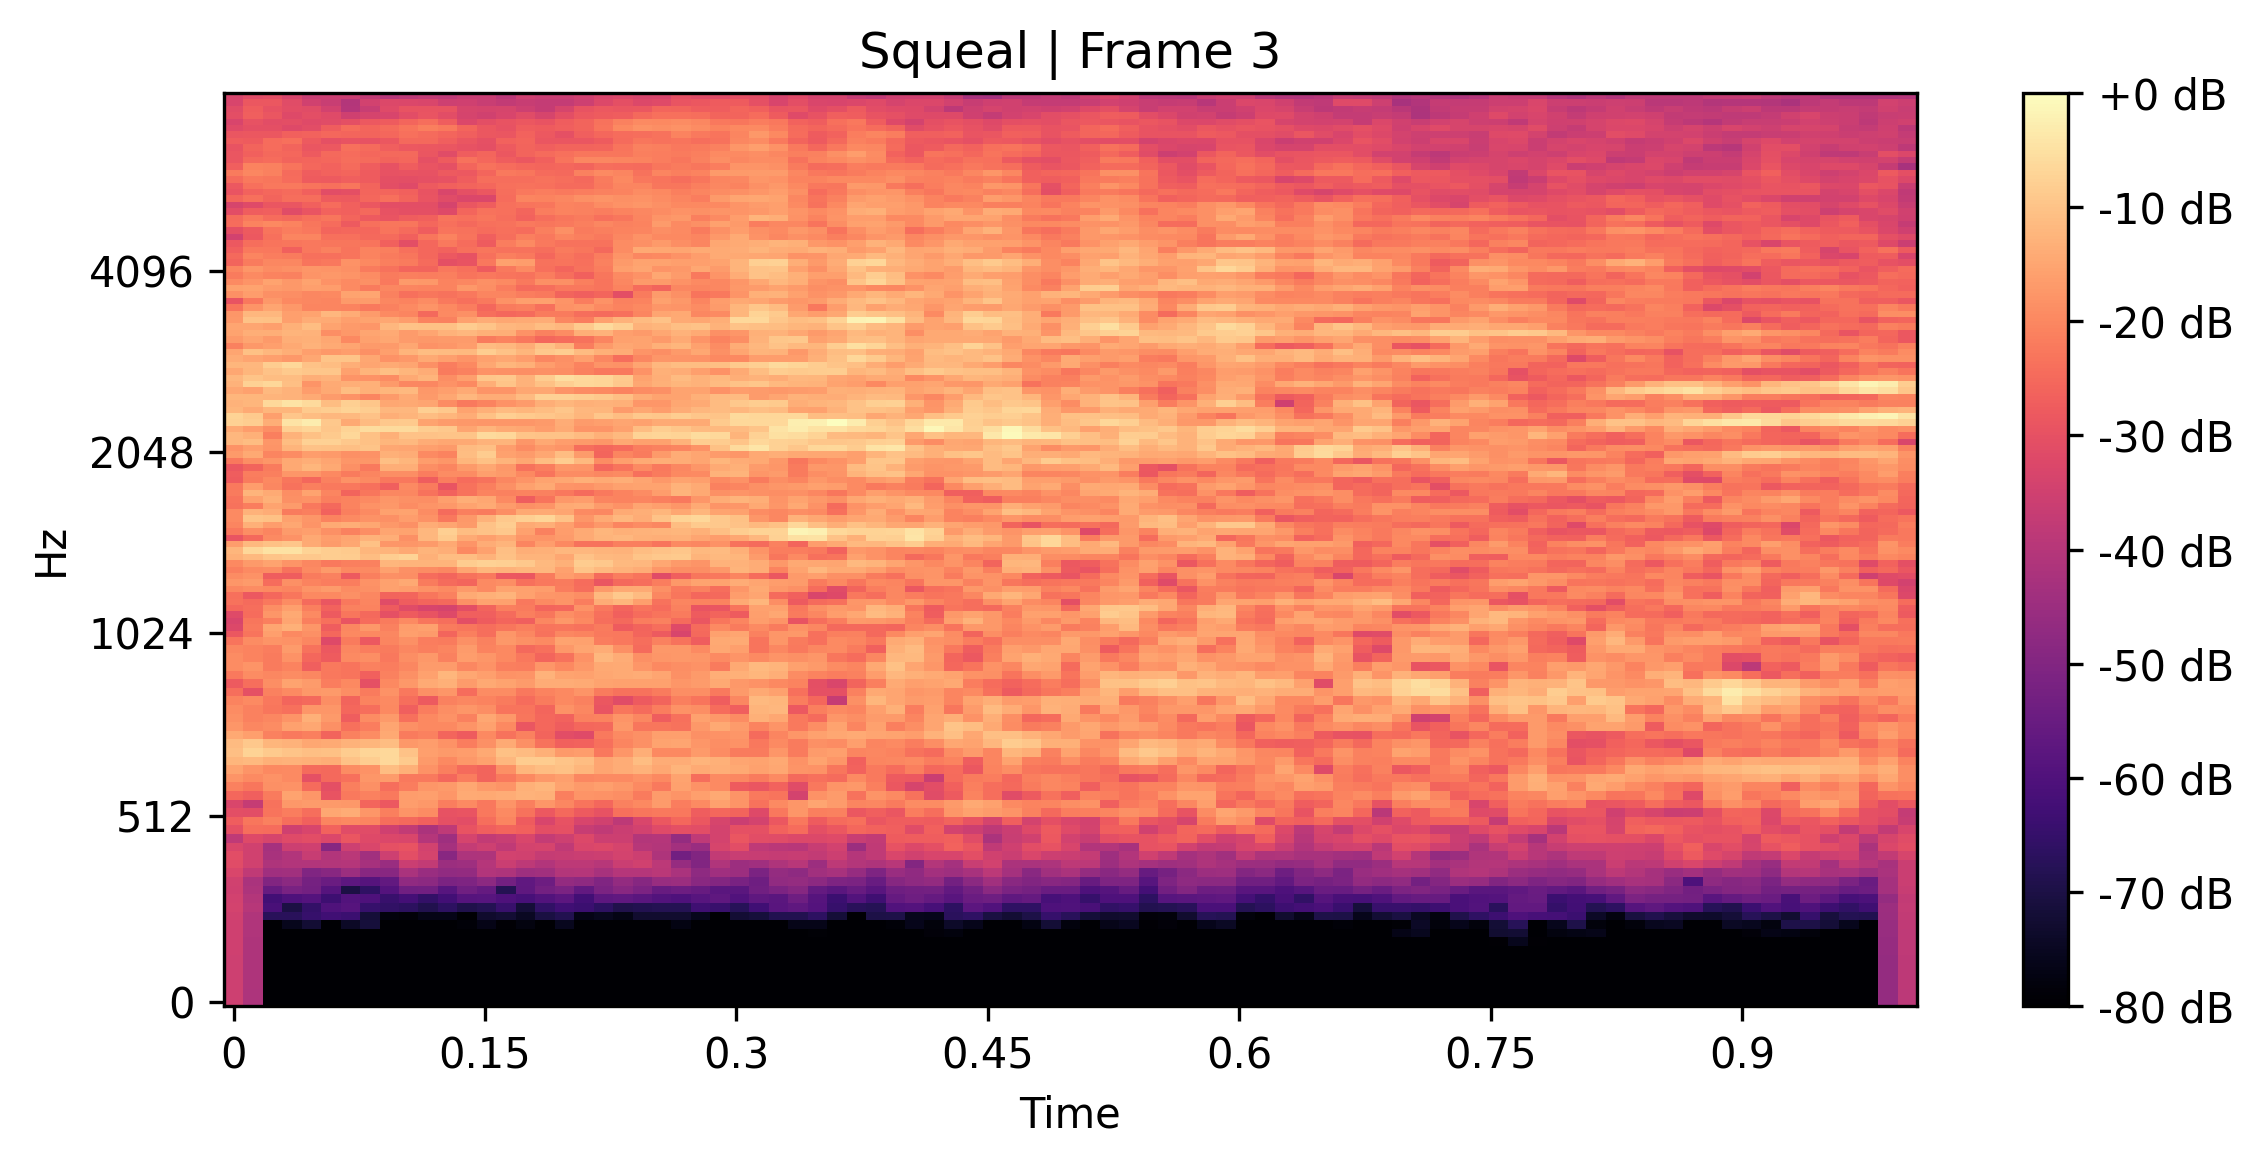 Squeal | Frame 3
+0 dB
-10 dB
-20 dB
-30 dB
-40 dB
-50 dB
-60 dB
-70 dB
-80 dB
4096
2048
1024
512
0
Hz
0 0.15 0.3 0.45 0.6 0.75 0.9
Time